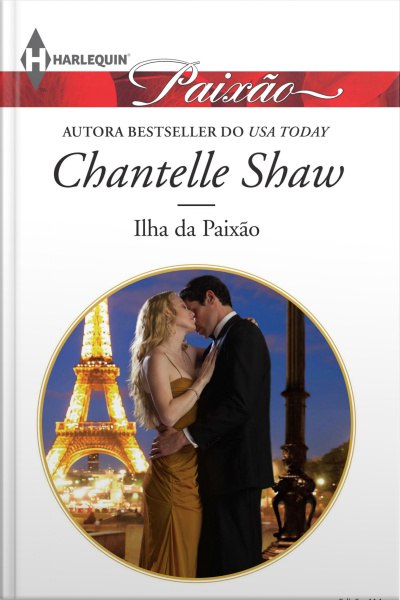 HARLEQUIN®
Paixão
AUTORA BESTSELLER DO USA TODAY
Chantelle Shaw
Ilha da Paixão